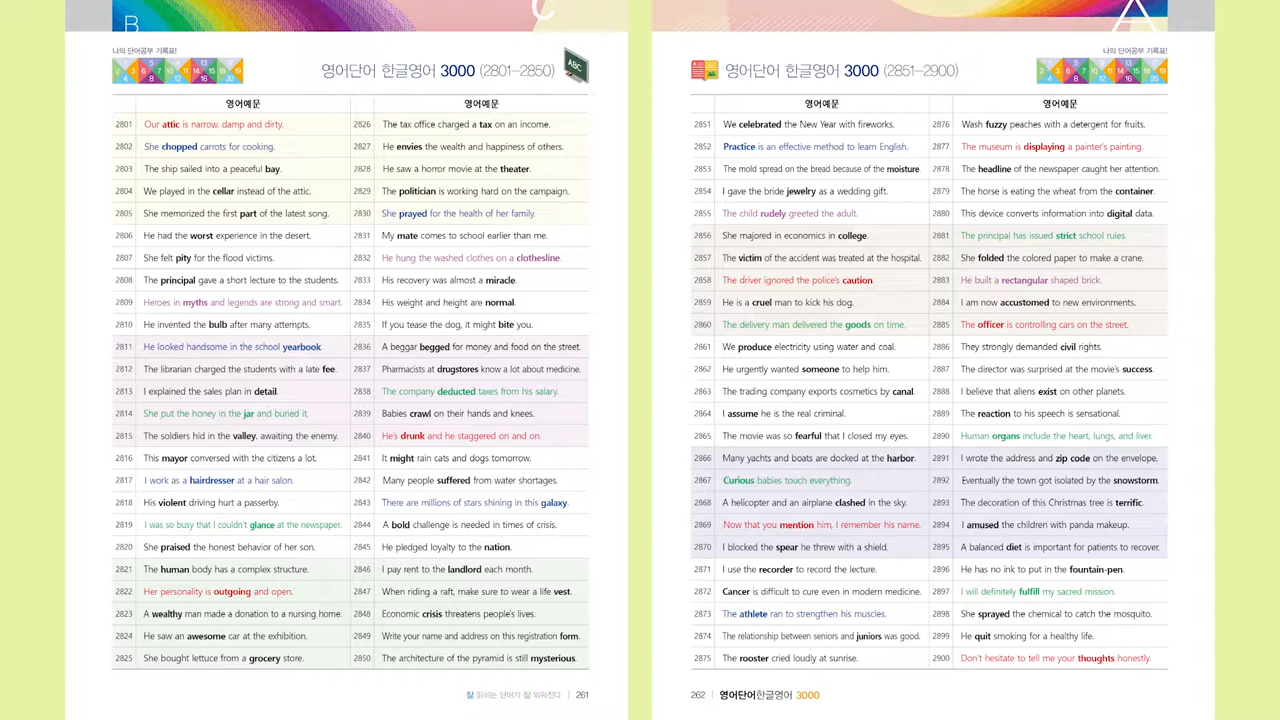 B
C
나의 단어공부 기록표!
영어단어 한글영어 3000 (2801–2850)
ABC
영어예문
영어예문
2801 Our attic is narrow, damp and dirty.
2802 She chopped carrots for cooking.
2803 The ship sailed into a peaceful bay.
2804 We played in the cellar instead of the attic.
2805 She memorized the first part of the latest song.
2806 He had the worst experience in the desert.
2807 She felt pity for the flood victims.
2808 The principal gave a short lecture to the students.
2809 Heroes in myths and legends are strong and smart.
2810 He invented the bulb after many attempts.
2811 He looked handsome in the school yearbook.
2812 The librarian charged the students with a late fee.
2813 I explained the sales plan in detail.
2814 She put the honey in the jar and buried it.
2815 The soldiers hid in the valley, awaiting the enemy.
2816 This mayor conversed with the citizens a lot.
2817 I work as a hairdresser at a hair salon.
2818 His violent driving hurt a passerby.
2819 I was so busy that I couldn't glance at the newspaper.
2820 She praised the honest behavior of her son.
2821 The human body has a complex structure.
2822 Her personality is outgoing and open.
2823 A wealthy man made a donation to a nursing home.
2824 He saw an awesome car at the exhibition.
2825 She bought lettuce from a grocery store.
2826 The tax office charged a tax on an income.
2827 He envies the wealth and happiness of others.
2828 He saw a horror movie at the theater.
2829 The politician is working hard on the campaign.
2830 She prayed for the health of her family.
2831 My mate comes to school earlier than me.
2832 He hung the washed clothes on a clothesline.
2833 His recovery was almost a miracle.
2834 His weight and height are normal.
2835 If you tease the dog, it might bite you.
2836 A beggar begged for money and food on the street.
2837 Pharmacists at drugstores know a lot about medicine.
2838 The company deducted taxes from his salary.
2839 Babies crawl on their hands and knees.
2840 He's drunk and he staggered on and on.
2841 It might rain cats and dogs tomorrow.
2842 Many people suffered from water shortages.
2843 There are millions of stars shining in this galaxy.
2844 A bold challenge is needed in times of crisis.
2845 He pledged loyalty to the nation.
2846 I pay rent to the landlord each month.
2847 When riding a raft, make sure to wear a life vest.
2848 Economic crisis threatens people's lives.
2849 Write your name and address on this registration form.
2850 The architecture of the pyramid is still mysterious.
잘 읽히는 단어가 잘 외워진다 | 261
A
나의 단어공부 기록표!
영어단어 한글영어 3000 (2851–2900)
영어예문
영어예문
2851 We celebrated the New Year with fireworks.
2852 Practice is an effective method to learn English.
2853 The mold spread on the bread because of the moisture.
2854 I gave the bride jewelry as a wedding gift.
2855 The child rudely greeted the adult.
2856 She majored in economics in college.
2857 The victim of the accident was treated at the hospital.
2858 The driver ignored the police's caution.
2859 He is a cruel man to kick his dog.
2860 The delivery man delivered the goods on time.
2861 We produce electricity using water and coal.
2862 He urgently wanted someone to help him.
2863 The trading company exports cosmetics by canal.
2864 I assume he is the real criminal.
2865 The movie was so fearful that I closed my eyes.
2866 Many yachts and boats are docked at the harbor.
2867 Curious babies touch everything.
2868 A helicopter and an airplane clashed in the sky.
2869 Now that you mention him, I remember his name.
2870 I blocked the spear he threw with a shield.
2871 I use the recorder to record the lecture.
2872 Cancer is difficult to cure even in modern medicine.
2873 The athlete ran to strengthen his muscles.
2874 The relationship between seniors and juniors was good.
2875 The rooster cried loudly at sunrise.
2876 Wash fuzzy peaches with a detergent for fruits.
2877 The museum is displaying a painter's painting.
2878 The headline of the newspaper caught her attention.
2879 The horse is eating the wheat from the container.
2880 This device converts information into digital data.
2881 The principal has issued strict school rules.
2882 She folded the colored paper to make a crane.
2883 He built a rectangular shaped brick.
2884 I am now accustomed to new environments.
2885 The officer is controlling cars on the street.
2886 They strongly demanded civil rights.
2887 The director was surprised at the movie's success.
2888 I believe that aliens exist on other planets.
2889 The reaction to his speech is sensational.
2890 Human organs include the heart, lungs, and liver.
2891 I wrote the address and zip code on the envelope.
2892 Eventually the town got isolated by the snowstorm.
2893 The decoration of this Christmas tree is terrific.
2894 I amused the children with panda makeup.
2895 A balanced diet is important for patients to recover.
2896 He has no ink to put in the fountain-pen.
2897 I will definitely fulfill my sacred mission.
2898 She sprayed the chemical to catch the mosquito.
2899 He quit smoking for a healthy life.
2900 Don't hesitate to tell me your thoughts honestly.
262 | 영어단어한글영어 3000